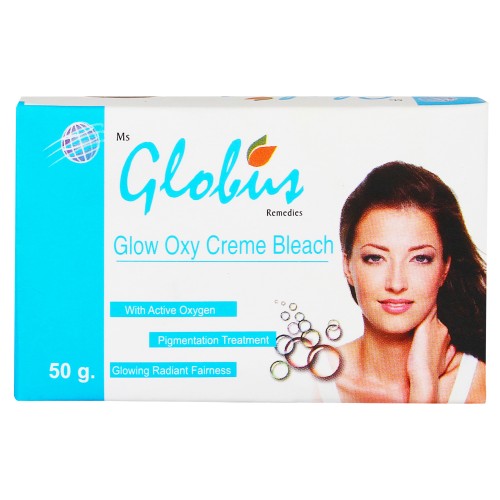 Ms
Globus
Remedies
Glow Oxy Creme Bleach
With Active Oxygen
Pigmentation Treatment
50 g.
Glowing Radiant Fairness